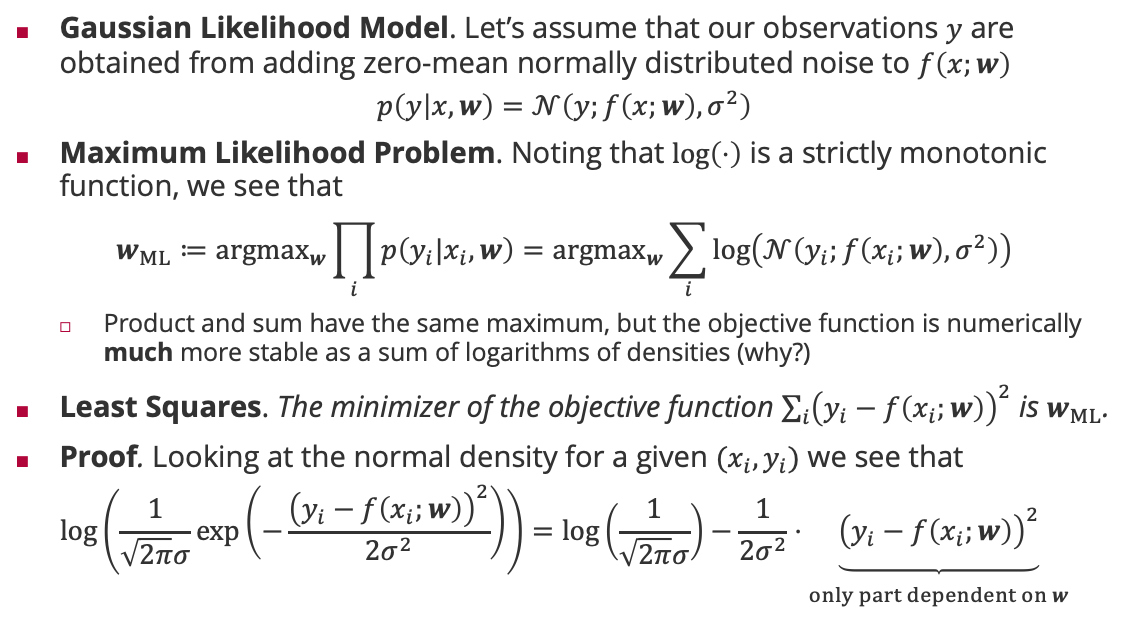 ▪ Gaussian Likelihood Model. Let’s assume that our observations y are
obtained from adding zero-mean normally distributed noise to f(x; w)
p(y|x, w) = 𝒩(y; f(x; w), σ²)
▪ Maximum Likelihood Problem. Noting that log(·) is a strictly monotonic
function, we see that
w_ML ≔ argmax_w ∏_i p(y_i|x_i, w) = argmax_w ∑_i log(𝒩(y_i; f(x_i; w), σ²))
▫ Product and sum have the same maximum, but the objective function is numerically
much more stable as a sum of logarithms of densities (why?)
▪ Least Squares. The minimizer of the objective function ∑_i(y_i − f(x_i; w))² is w_ML.
▪ Proof. Looking at the normal density for a given (x_i, y_i) we see that
log(1/(√(2π)σ) exp(−(y_i − f(x_i; w))²/(2σ²))) = log(1/(√(2π)σ)) − 1/(2σ²) · (y_i − f(x_i; w))²
only part dependent on w